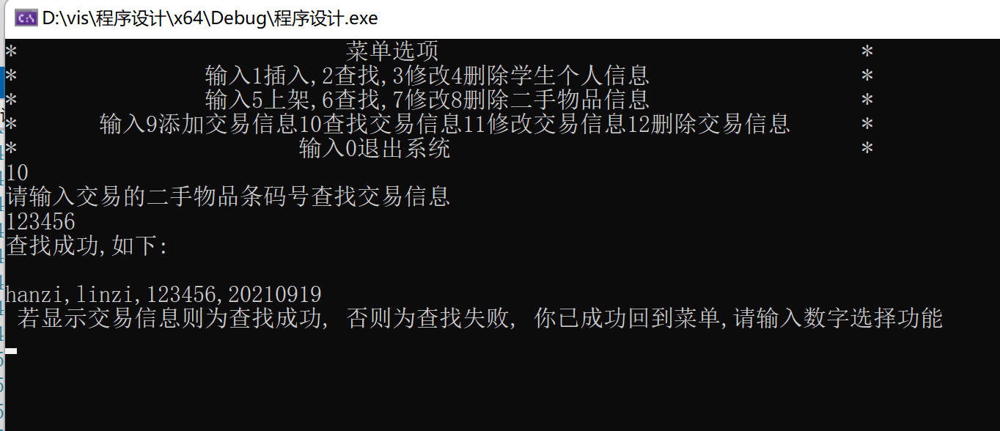 D:\vis\程序设计\x64\Debug\程序设计.exe
* 菜单选项 *
* 输入1插入,2查找,3修改4删除学生个人信息 *
* 输入5上架,6查找,7修改8删除二手物品信息 *
* 输入9添加交易信息10查找交易信息11修改交易信息12删除交易信息 *
* 输入0退出系统 *
10
请输入交易的二手物品条码号查找交易信息
123456
查找成功,如下:
hanzi,linzi,123456,20210919
若显示交易信息则为查找成功, 否则为查找失败, 你已成功回到菜单,请输入数字选择功能